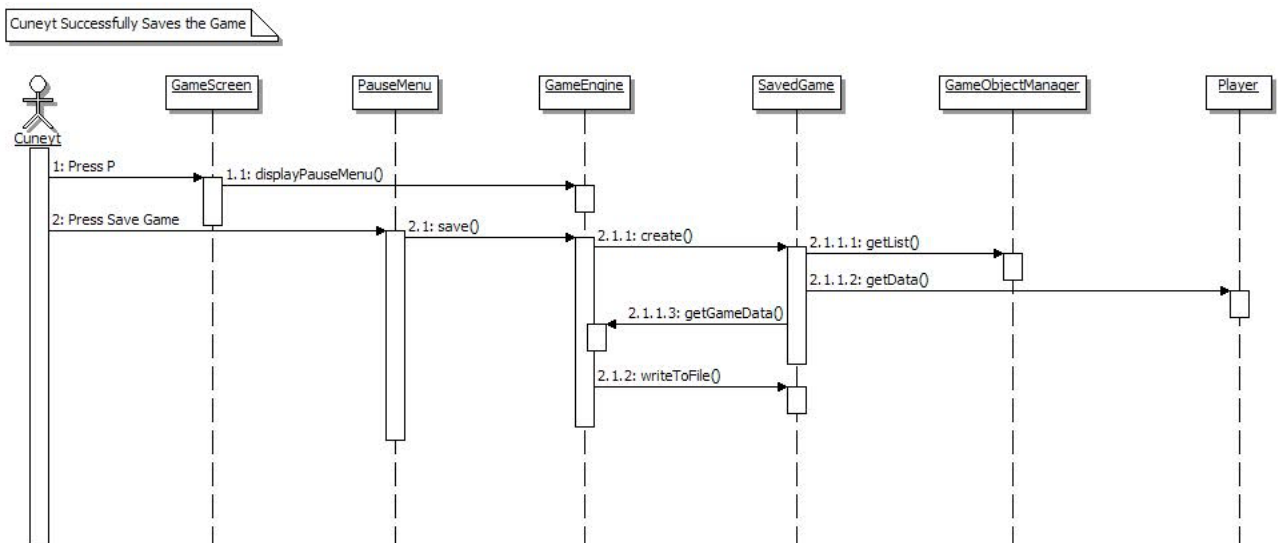 Cuneyt Successfully Saves the Game
GameScreen
PauseMenu
GameEngine
SavedGame
GameObjectManager
Player
Cuneyt
1: Press P
1.1: displayPauseMenu()
2: Press Save Game
2.1: save()
2.1.1: create()
2.1.1.1: getList()
2.1.1.2: getData()
2.1.1.3: getGameData()
2.1.2: writeToFile()